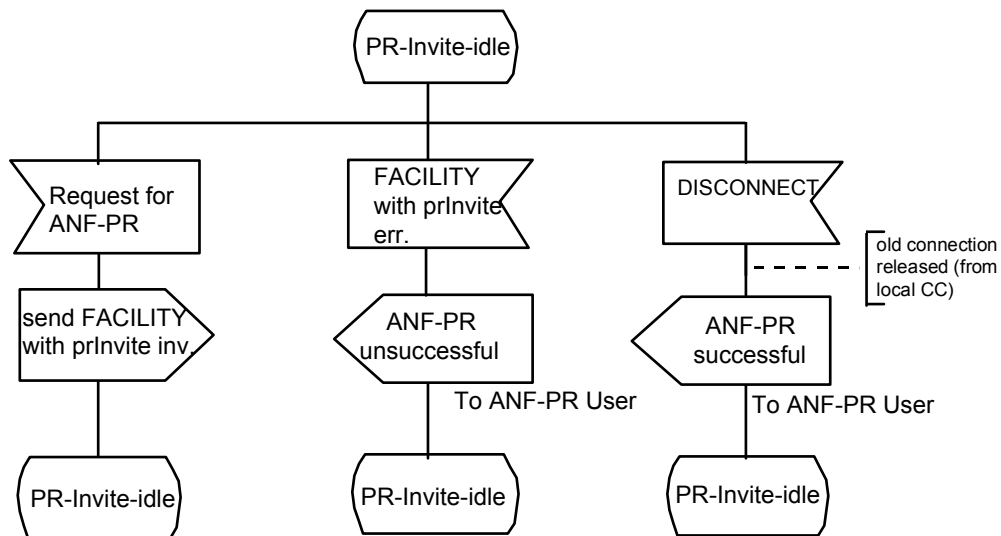 PR-Invite-idle
Request for
ANF-PR
FACILITY
with prInvite
err.
DISCONNECT
old connection
released (from
local CC)
send FACILITY
with prInvite inv.
ANF-PR
unsuccessful
ANF-PR
successful
To ANF-PR User
To ANF-PR User
PR-Invite-idle
PR-Invite-idle
PR-Invite-idle